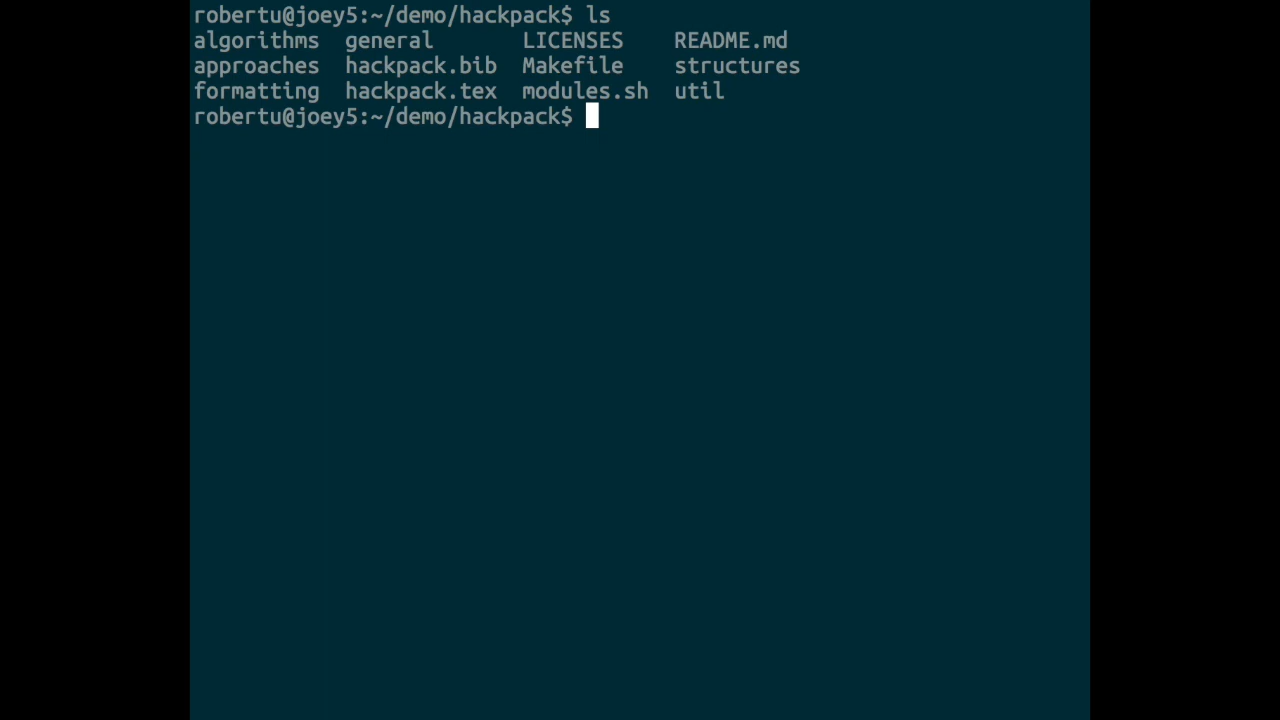 robertu@joey5:~/demo/hackpack$ ls
algorithms  general       LICENSES    README.md
approaches  hackpack.bib  Makefile    structures
formatting  hackpack.tex  modules.sh  util
robertu@joey5:~/demo/hackpack$